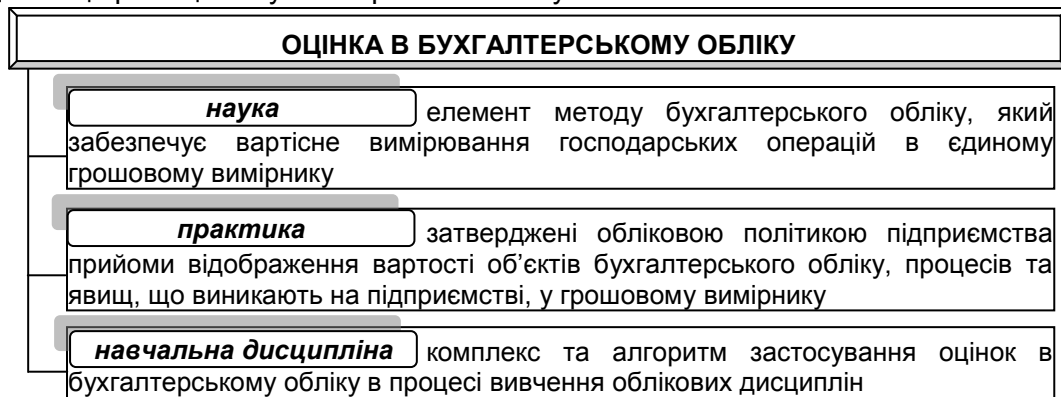 ОЦІНКА В БУХГАЛТЕРСЬКОМУ ОБЛІКУ
наука елемент методу бухгалтерського обліку, який
забезпечує вартісне вимірювання господарських операцій в єдиному
грошовому вимірнику
практика затверджені обліковою політикою підприємства
прийоми відображення вартості об’єктів бухгалтерського обліку, процесів та
явищ, що виникають на підприємстві, у грошовому вимірнику
навчальна дисципліна комплекс та алгоритм застосування оцінок в
бухгалтерському обліку в процесі вивчення облікових дисциплін